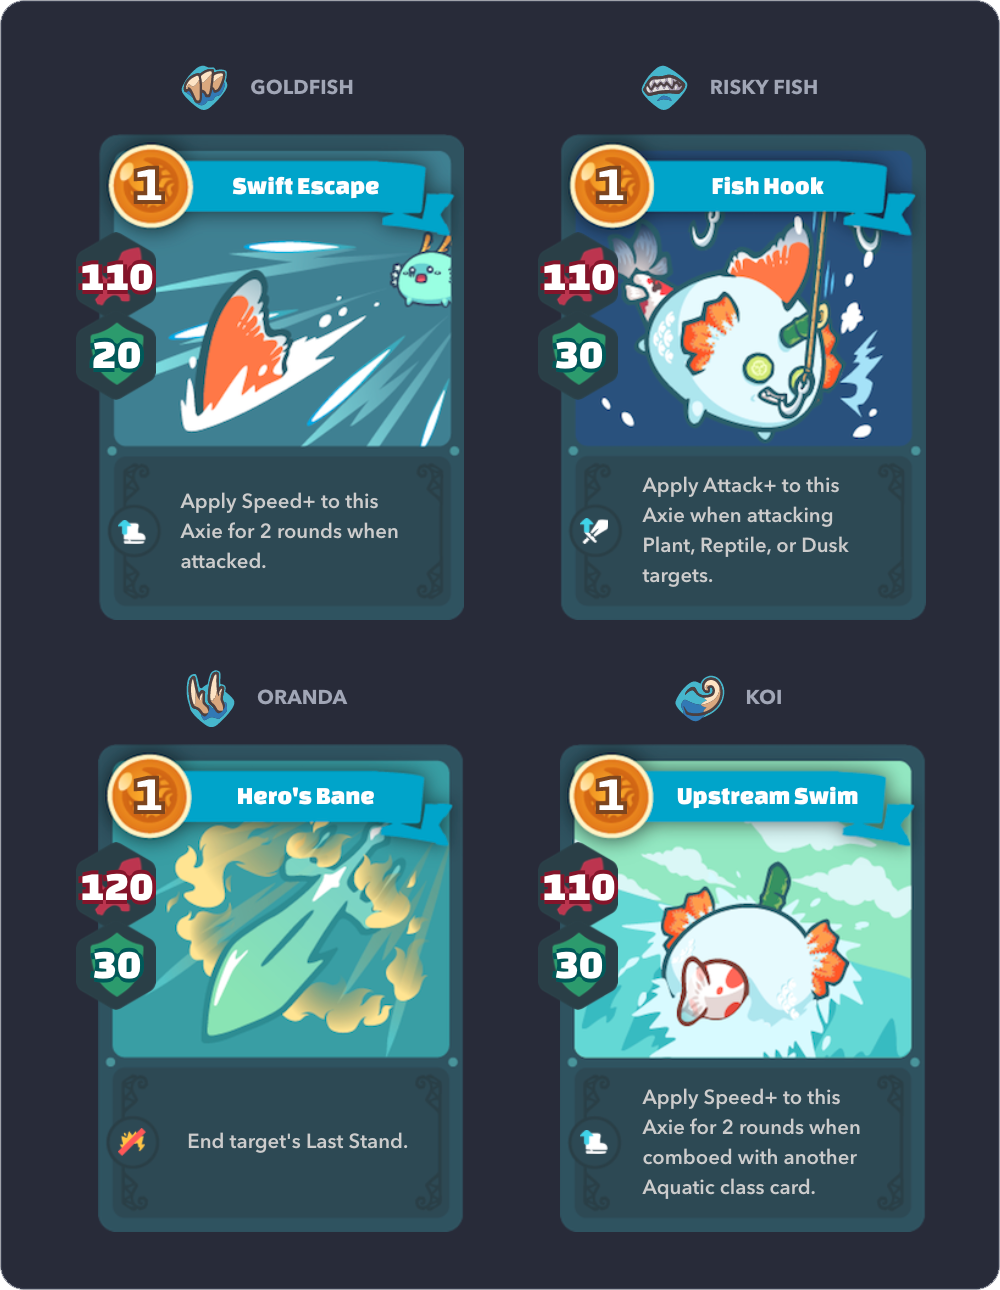 GOLDFISH
1
Swift Escape
110
20
Apply Speed+ to this
Axie for 2 rounds when
attacked.
RISKY FISH
1
Fish Hook
110
30
Apply Attack+ to this
Axie when attacking
Plant, Reptile, or Dusk
targets.
ORANDA
1
Hero's Bane
120
30
End target's Last Stand.
KOI
1
Upstream Swim
110
30
Apply Speed+ to this
Axie for 2 rounds when
comboed with another
Aquatic class card.